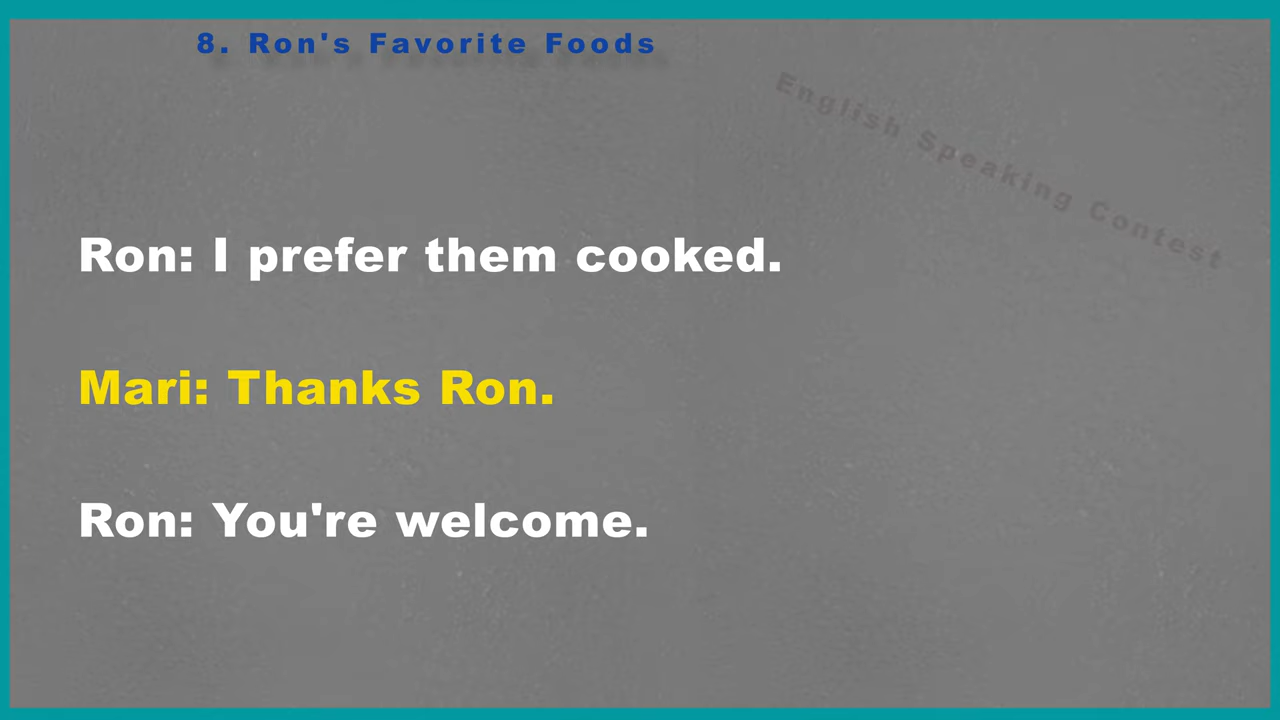 8. Ron's Favorite Foods
English Speaking Contest
Ron: I prefer them cooked.
Mari: Thanks Ron.
Ron: You're welcome.